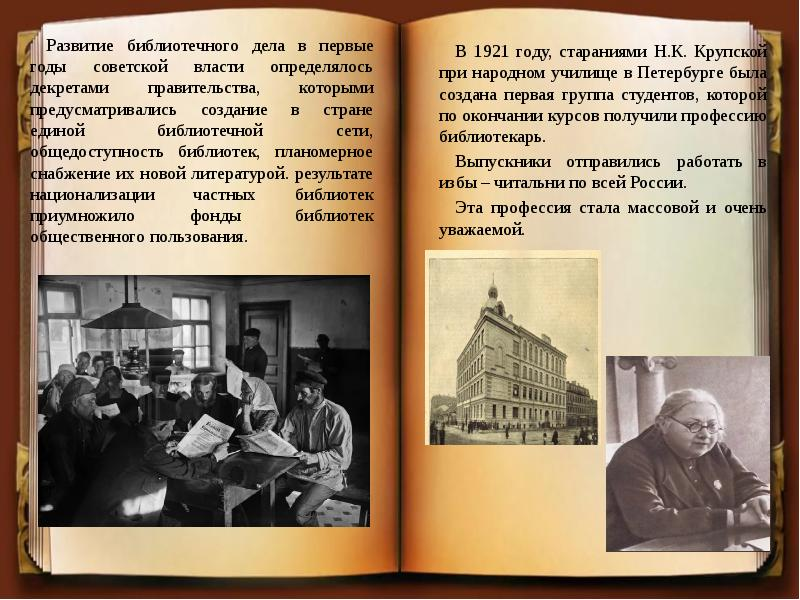 Развитие библиотечного дела в первые
годы советской власти определялось
декретами правительства, которыми
предусматривались создание в стране
единой библиотечной сети,
общедоступность библиотек, планомерное
снабжение их новой литературой. результате
национализации частных библиотек
приумножило фонды библиотек
общественного пользования.
В 1921 году, стараниями Н.К. Крупской
при народном училище в Петербурге была
создана первая группа студентов, которой
по окончании курсов получили профессию
библиотекарь.
Выпускники отправились работать в
избы – читальни по всей России.
Эта профессия стала массовой и очень
уважаемой.